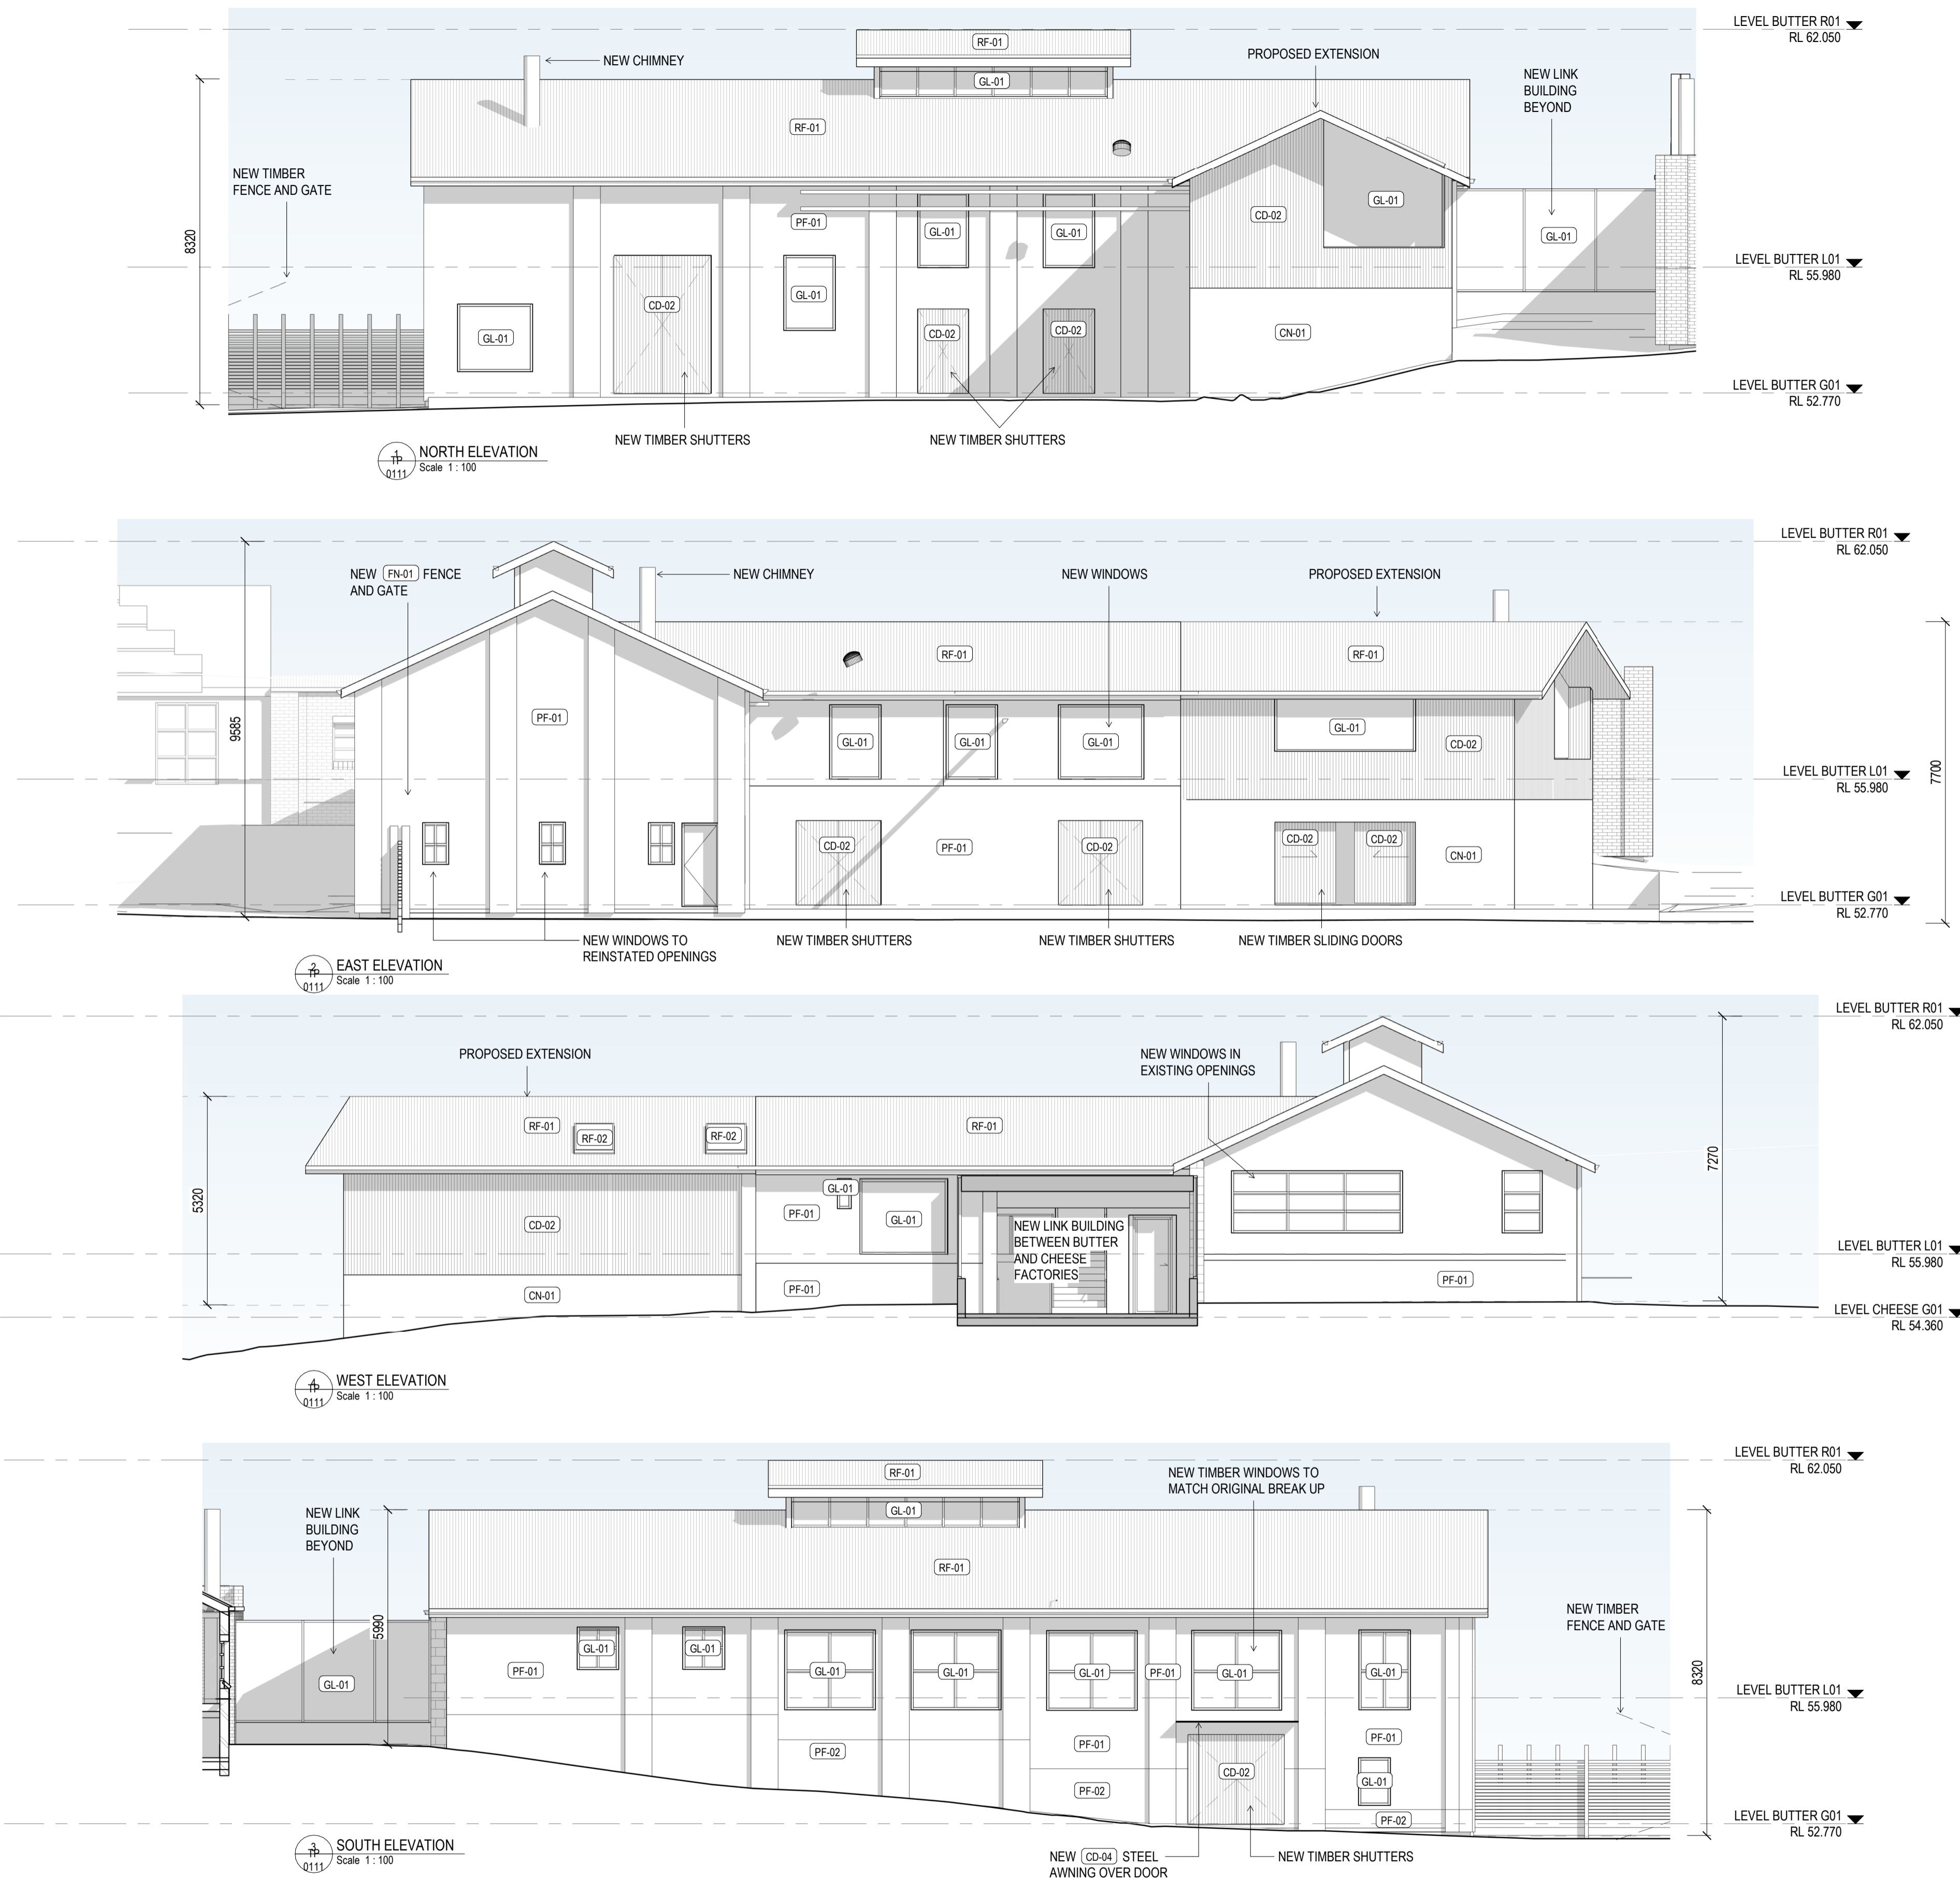 LEVEL BUTTER R01
RL 62.050
RF-01
NEW CHIMNEY
PROPOSED EXTENSION
NEW LINK
BUILDING
BEYOND
GL-01
RF-01
NEW TIMBER
FENCE AND GATE
8320
PF-01
GL-01
GL-01
CD-02
GL-01
GL-01
GL-01
LEVEL BUTTER L01
RL 55.980
CD-02
GL-01
GL-01
CD-02
CD-02
CN-01
LEVEL BUTTER G01
RL 52.770
NEW TIMBER SHUTTERS
NEW TIMBER SHUTTERS
1
TP
0111
NORTH ELEVATION
Scale 1 : 100
LEVEL BUTTER R01
RL 62.050
NEW FN-01 FENCE
AND GATE
NEW CHIMNEY
NEW WINDOWS
PROPOSED EXTENSION
RF-01
RF-01
9585
PF-01
GL-01
GL-01
GL-01
GL-01
CD-02
LEVEL BUTTER L01
RL 55.980
7700
CD-02
PF-01
CD-02
CD-02
CD-02
CN-01
LEVEL BUTTER G01
RL 52.770
NEW WINDOWS TO
REINSTATED OPENINGS
NEW TIMBER SHUTTERS
NEW TIMBER SHUTTERS
NEW TIMBER SLIDING DOORS
2
TP
0111
EAST ELEVATION
Scale 1 : 100
LEVEL BUTTER R01
RL 62.050
PROPOSED EXTENSION
NEW WINDOWS IN
EXISTING OPENINGS
RF-01
RF-02
RF-02
RF-01
7270
5320
GL-01
PF-01
GL-01
CD-02
NEW LINK BUILDING
BETWEEN BUTTER
AND CHEESE
FACTORIES
LEVEL BUTTER L01
RL 55.980
PF-01
PF-01
CN-01
LEVEL CHEESE G01
RL 54.360
4
TP
0111
WEST ELEVATION
Scale 1 : 100
LEVEL BUTTER R01
RL 62.050
RF-01
NEW TIMBER WINDOWS TO
MATCH ORIGINAL BREAK UP
NEW LINK
BUILDING
BEYOND
GL-01
RF-01
5990
NEW TIMBER
FENCE AND GATE
GL-01
GL-01
PF-01
GL-01
GL-01
GL-01
PF-01
GL-01
GL-01
GL-01
8320
LEVEL BUTTER L01
RL 55.980
PF-02
PF-01
PF-01
CD-02
GL-01
PF-02
PF-02
LEVEL BUTTER G01
RL 52.770
3
TP
0111
SOUTH ELEVATION
Scale 1 : 100
NEW CD-04 STEEL
AWNING OVER DOOR
NEW TIMBER SHUTTERS